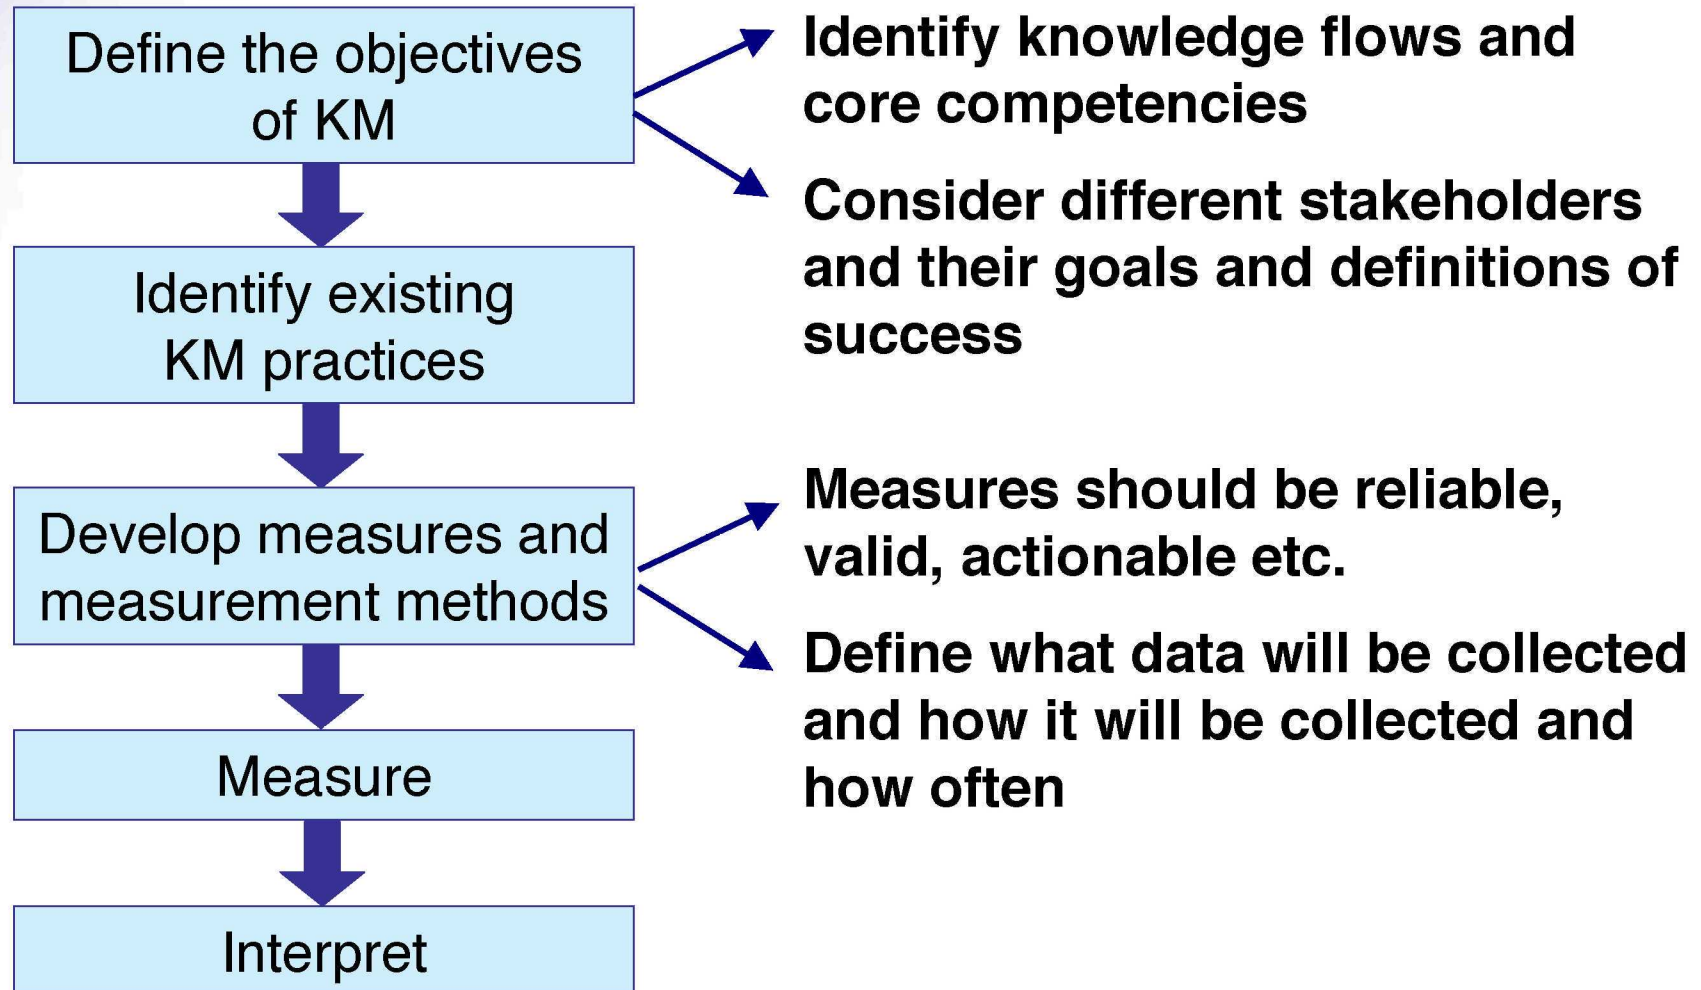 Define the objectives
of KM
Identify knowledge flows and
core competencies
Consider different stakeholders
and their goals and definitions of
success
Identify existing
KM practices
Develop measures and
measurement methods
Measures should be reliable,
valid, actionable etc.
Define what data will be collected
and how it will be collected and
how often
Measure
Interpret